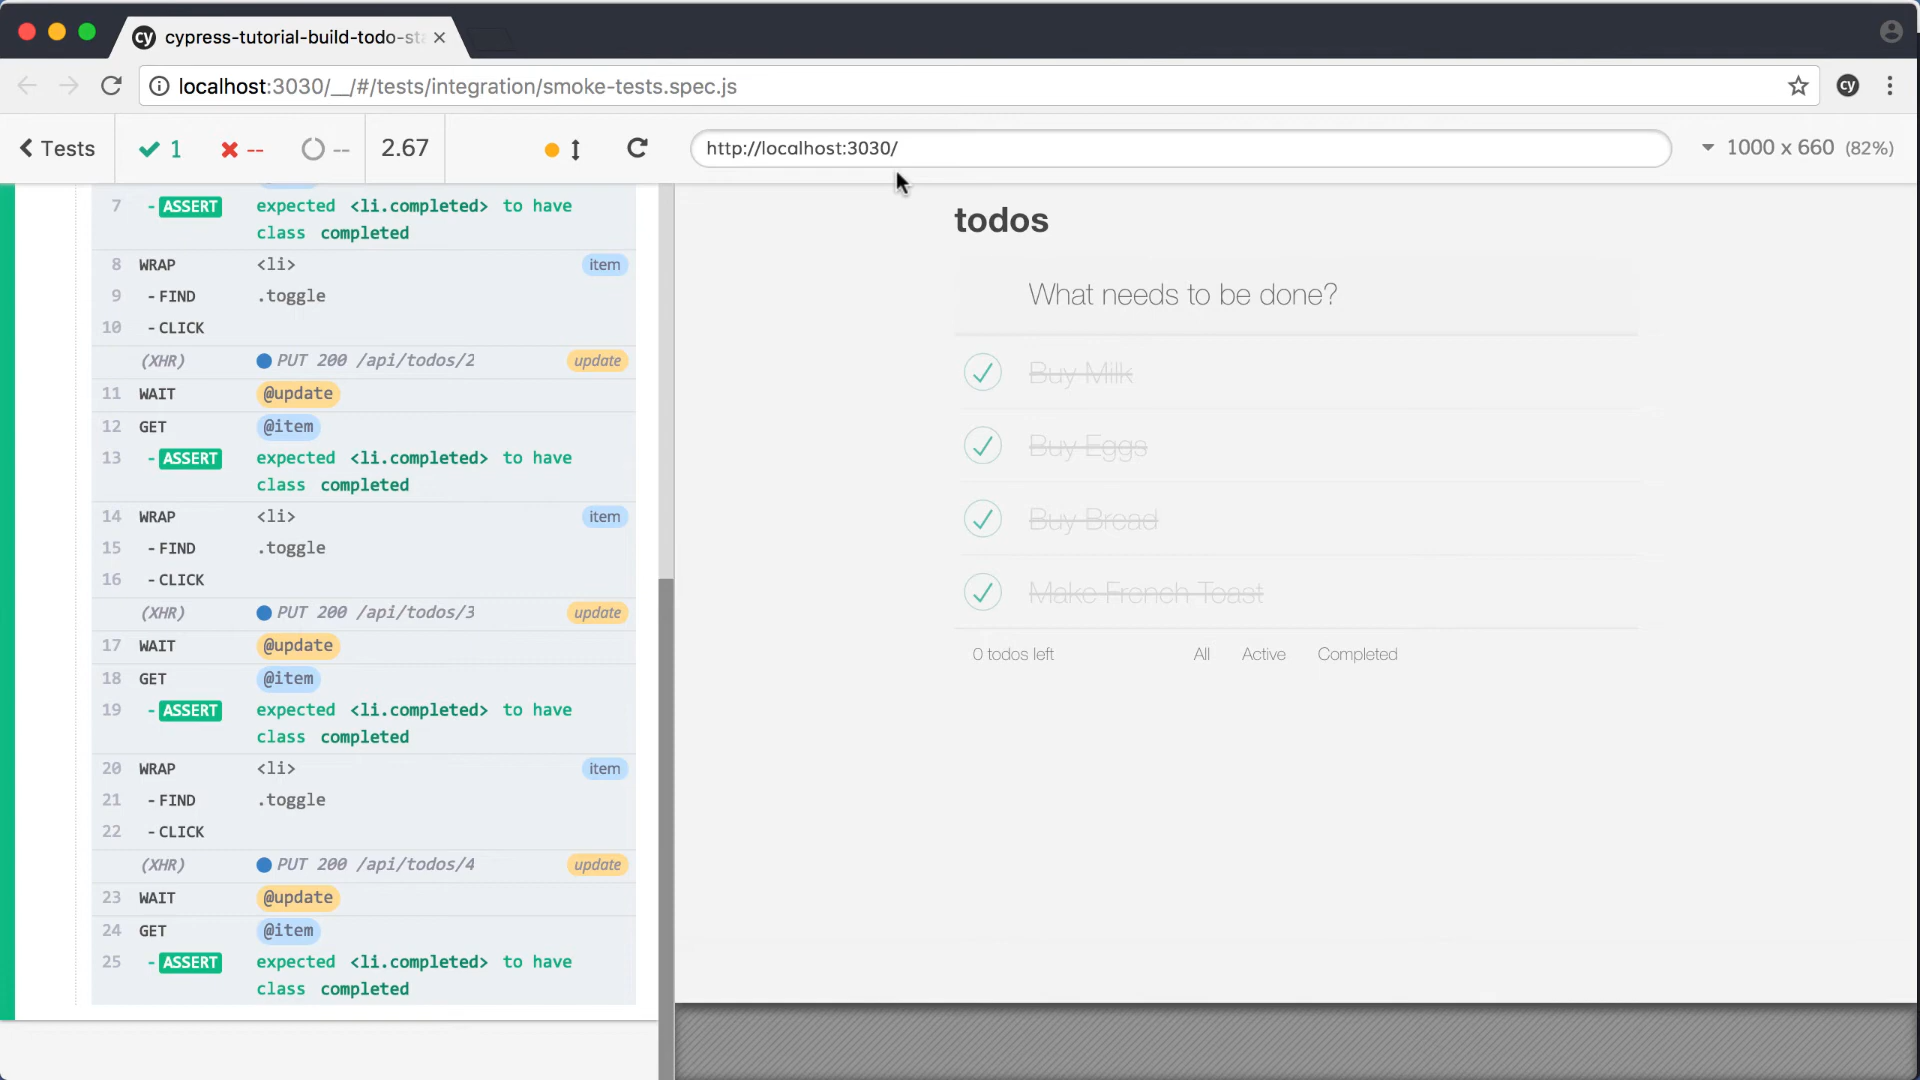 cy cypress-tutorial-build-todo-sta
localhost:3030/__/#/tests/integration/smoke-tests.spec.js
cy
Tests
1
--
--
2.67
http://localhost:3030/
1000 x 660 (82%)
7 -ASSERT expected <li.completed> to have
class completed
8 WRAP <li> item
9 -FIND .toggle
10 -CLICK
(XHR) PUT 200 /api/todos/2 update
11 WAIT @update
12 GET @item
13 -ASSERT expected <li.completed> to have
class completed
14 WRAP <li> item
15 -FIND .toggle
16 -CLICK
(XHR) PUT 200 /api/todos/3 update
17 WAIT @update
18 GET @item
19 -ASSERT expected <li.completed> to have
class completed
20 WRAP <li> item
21 -FIND .toggle
22 -CLICK
(XHR) PUT 200 /api/todos/4 update
23 WAIT @update
24 GET @item
25 -ASSERT expected <li.completed> to have
class completed
todos
What needs to be done?
Buy Milk
Buy Eggs
Buy Bread
Make French Toast
0 todos left All Active Completed